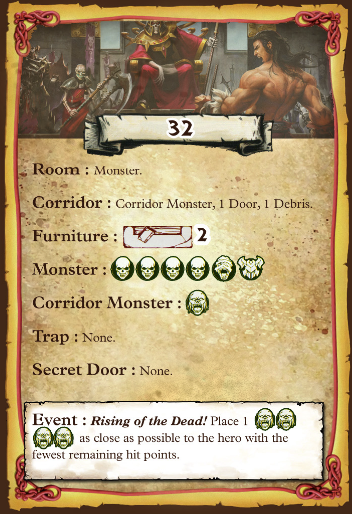 32
Room : Monster.
Corridor : Corridor Monster, 1 Door, 1 Debris.
Furniture : 2
Monster :
Corridor Monster :
Trap : None.
Secret Door : None.
Event : Rising of the Dead! Place 1
as close as possible to the hero with the
fewest remaining hit points.